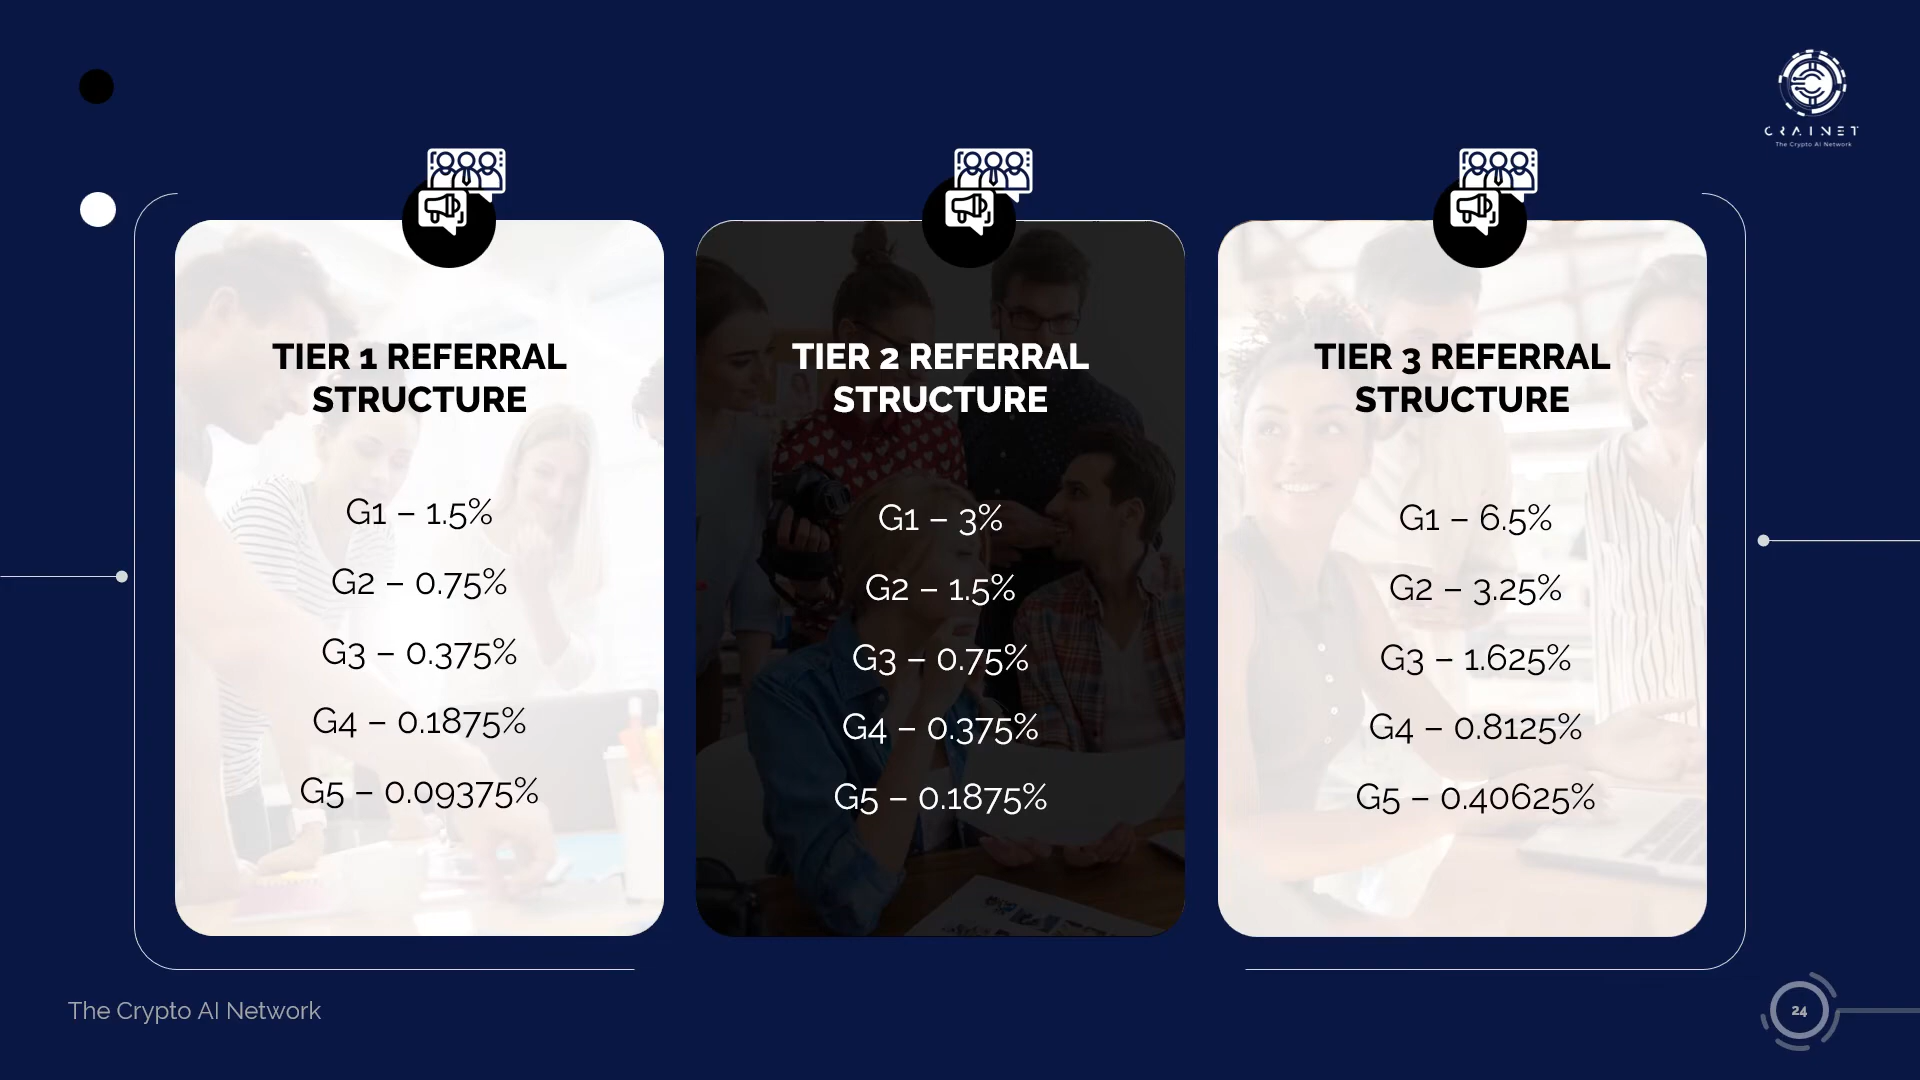 CRAINET
The Crypto AI Network
TIER 1 REFERRAL
STRUCTURE
G1 – 1.5%
G2 – 0.75%
G3 – 0.375%
G4 – 0.1875%
G5 – 0.09375%
TIER 2 REFERRAL
STRUCTURE
G1 – 3%
G2 – 1.5%
G3 – 0.75%
G4 – 0.375%
G5 – 0.1875%
TIER 3 REFERRAL
STRUCTURE
G1 – 6.5%
G2 – 3.25%
G3 – 1.625%
G4 – 0.8125%
G5 – 0.40625%
The Crypto AI Network
24